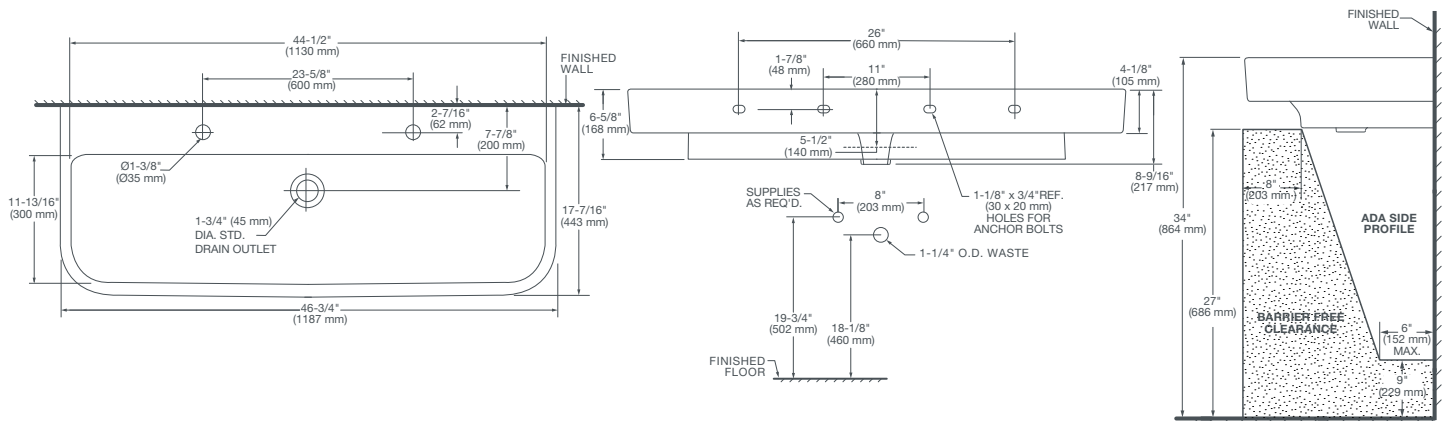 44-1/2"
(1130 mm)
23-5/8"
(600 mm)
FINISHED
WALL
2-7/16"
(62 mm)
7-7/8"
(200 mm)
Ø1-3/8"
(Ø35 mm)
11-13/16"
(300 mm)
1-3/4" (45 mm)
DIA. STD.
DRAIN OUTLET
17-7/16"
(443 mm)
46-3/4"
(1187 mm)
26"
(660 mm)
1-7/8"
(48 mm)
11"
(280 mm)
4-1/8"
(105 mm)
6-5/8"
(168 mm)
5-1/2"
(140 mm)
8-9/16"
(217 mm)
SUPPLIES
AS REQ'D.
8"
(203 mm)
1-1/8" x 3/4"REF.
(30 x 20 mm)
HOLES FOR
ANCHOR BOLTS
1-1/4" O.D. WASTE
19-3/4"
(502 mm)
18-1/8"
(460 mm)
FINISHED
FLOOR
FINISHED
WALL
8"
(203 mm)
34"
(864 mm)
ADA SIDE
PROFILE
27"
(686 mm)
BARRIER FREE
CLEARANCE
6"
(152 mm)
MAX.
9"
(229 mm)